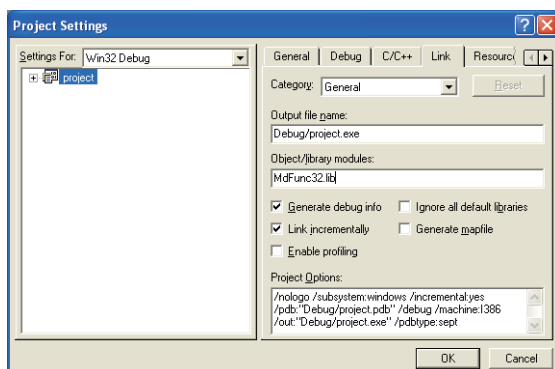 Project Settings
Settings For: Win32 Debug
project
General Debug C/C++ Link
Category: General Reset
Output file name:
Debug/project.exe
Object/library modules:
MdFunc32.lib
Generate debug info Ignore all default libraries
Link incrementally Generate mapfile
Enable profiling
Project Options:
/nologo /subsystem:windows /incremental:yes
/pdb:"Debug/project.pdb" /debug /machine:I386
/out:"Debug/project.exe" /pdbtype:sept
OK Cancel